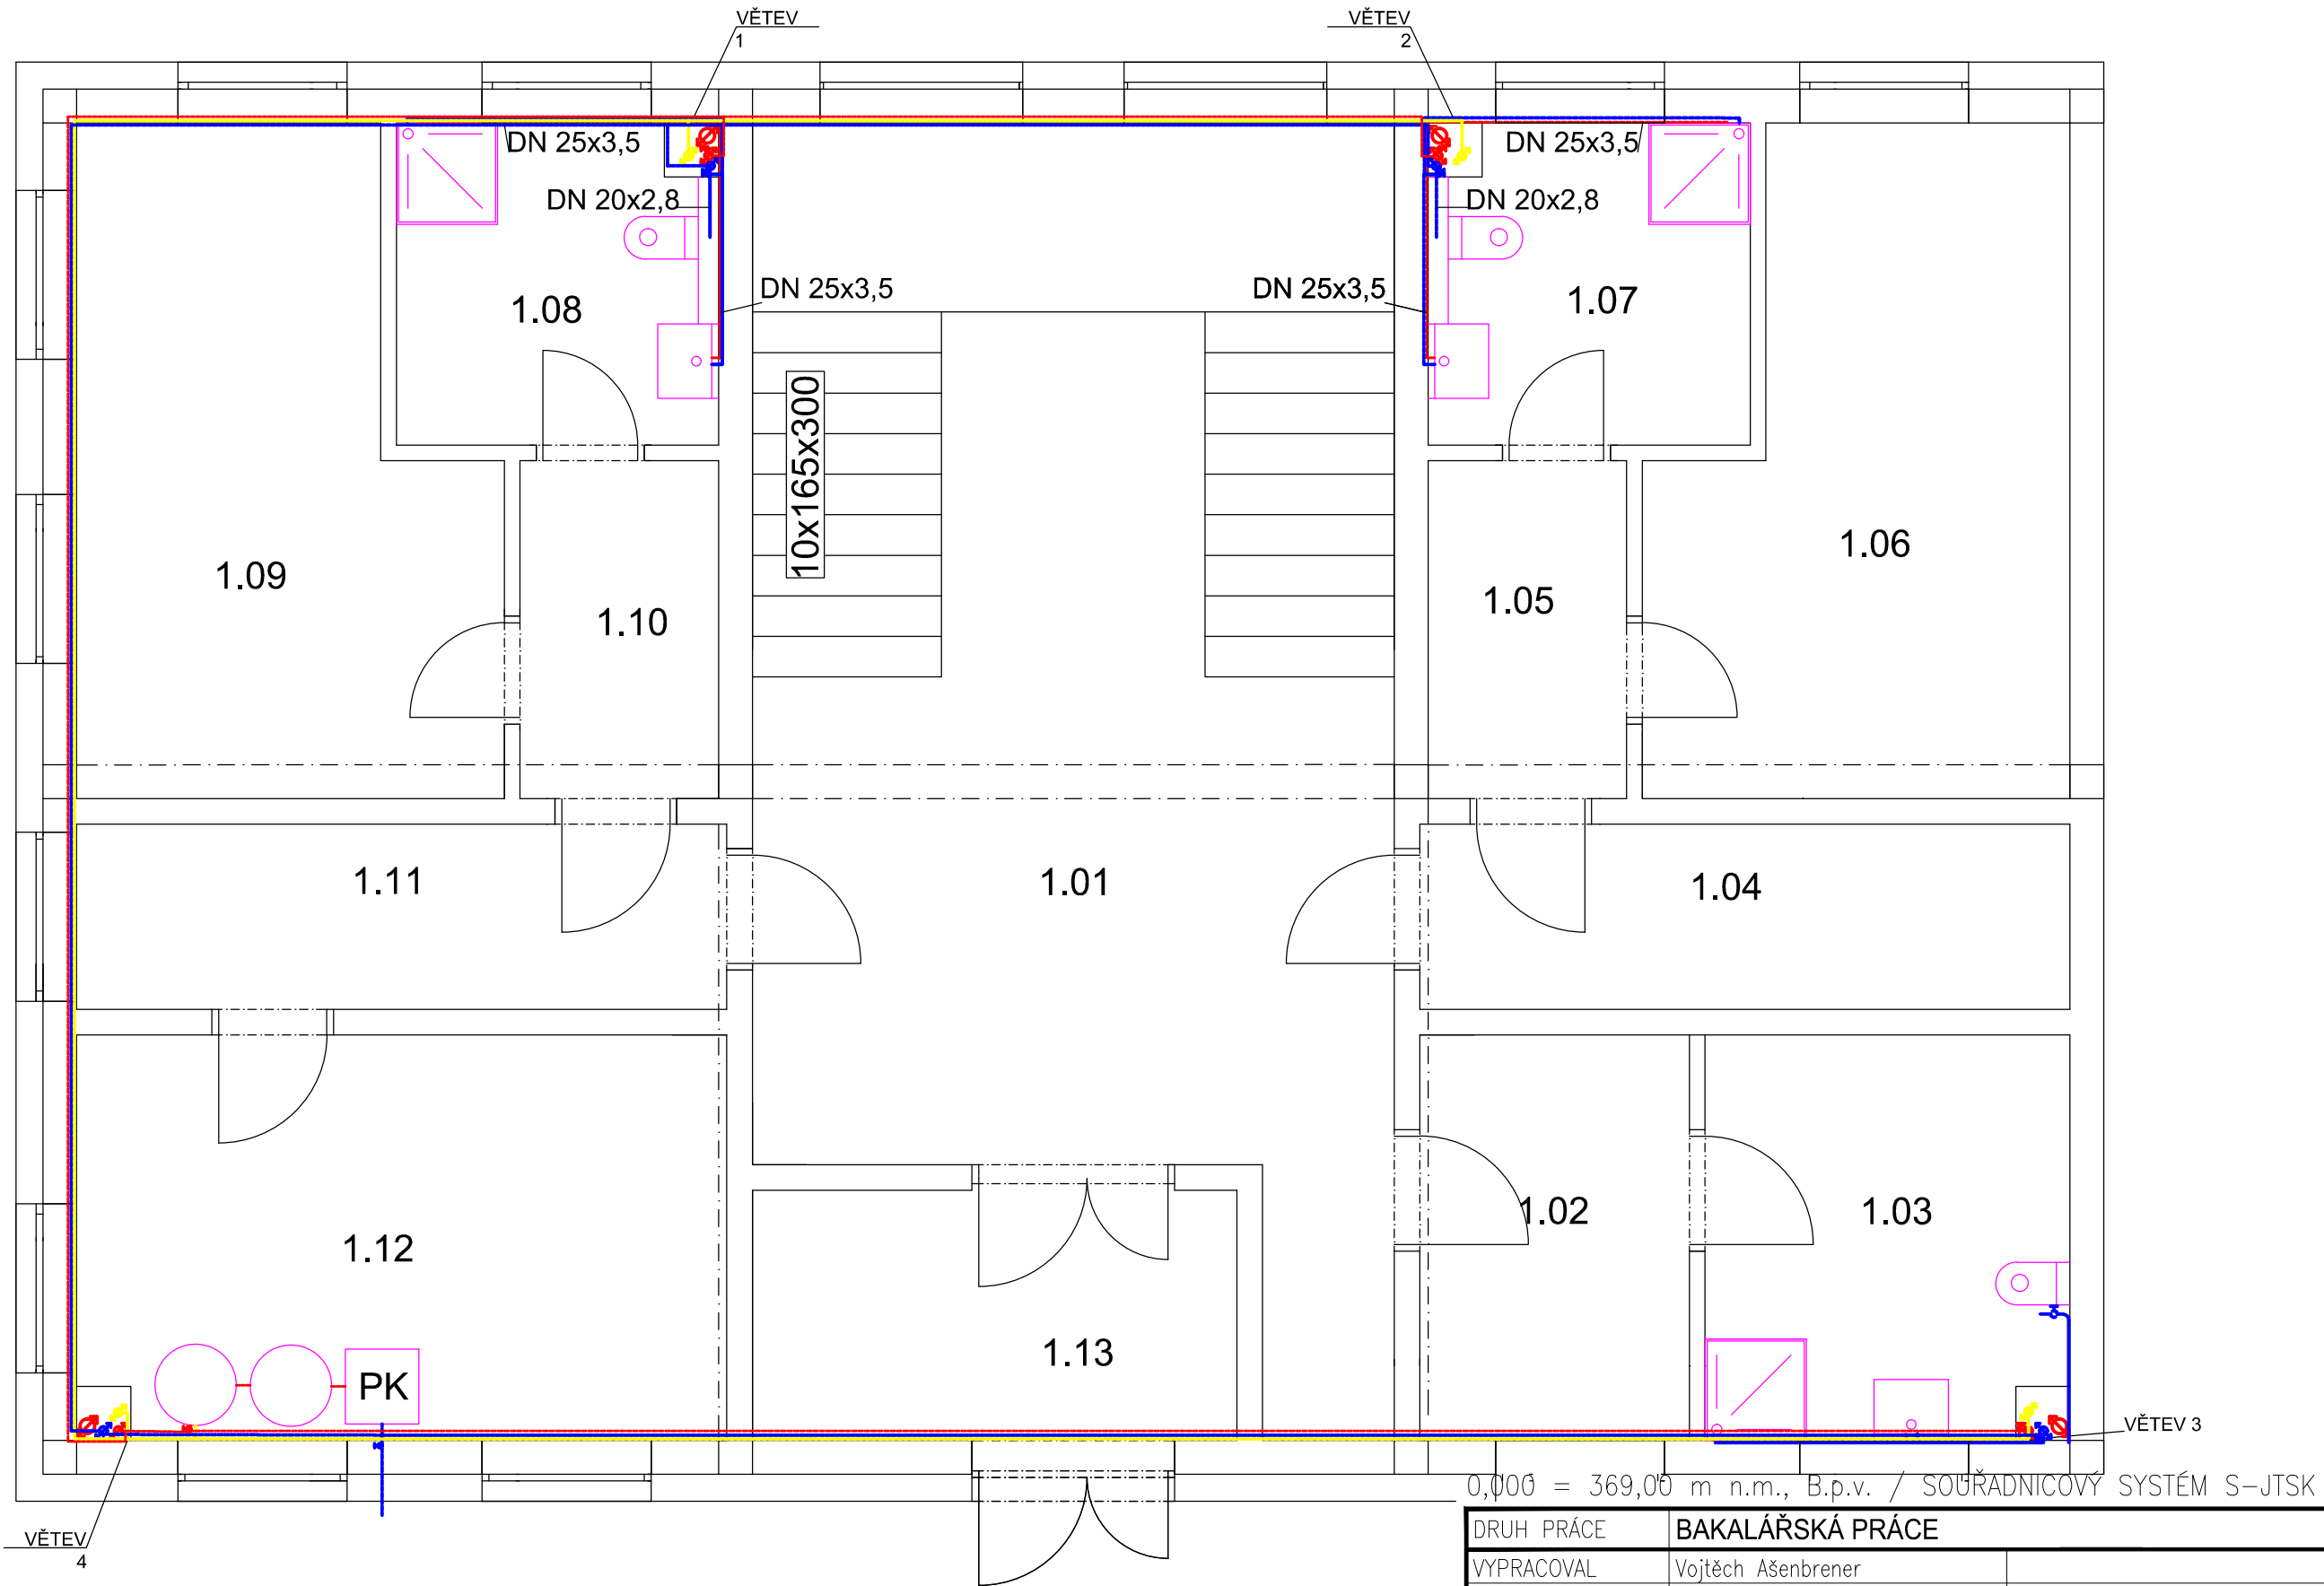 VĚTEV
1
VĚTEV
2
DN 25x3,5
DN 25x3,5
DN 20x2,8
DN 20x2,8
DN 25x3,5
DN 25x3,5
1.08
1.07
10x165x300
1.06
1.09
1.10
1.05
1.11
1.01
1.04
1.12
1.02
1.03
1.13
PK
VĚTEV 3
VĚTEV
4
0,000 = 369,00 m n.m., B.p.v. / SOUŘADNICOVÝ SYSTÉM S-JTSK
DRUH PRÁCE BAKALÁŘSKÁ PRÁCE
VYPRACOVAL Vojtěch Ašenbrener